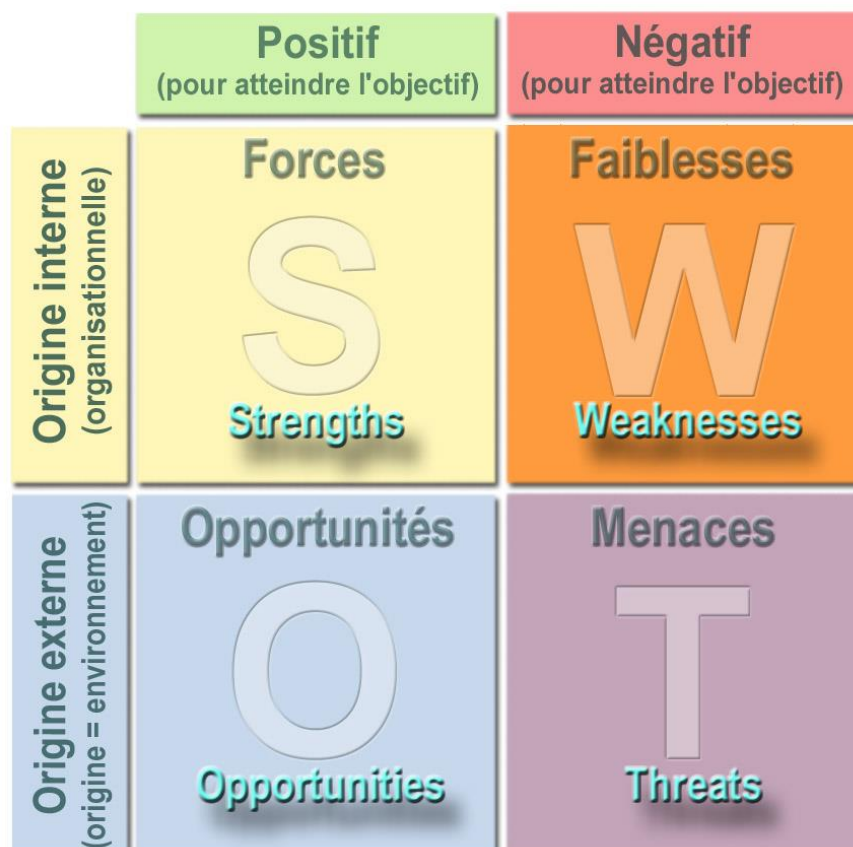 Positif
(pour atteindre l'objectif)
Négatif
(pour atteindre l'objectif)
Origine interne
(organisationnelle)
Forces
S
Strengths
Faiblesses
W
Weaknesses
Origine externe
(origine = environnement)
Opportunités
O
Opportunities
Menaces
T
Threats